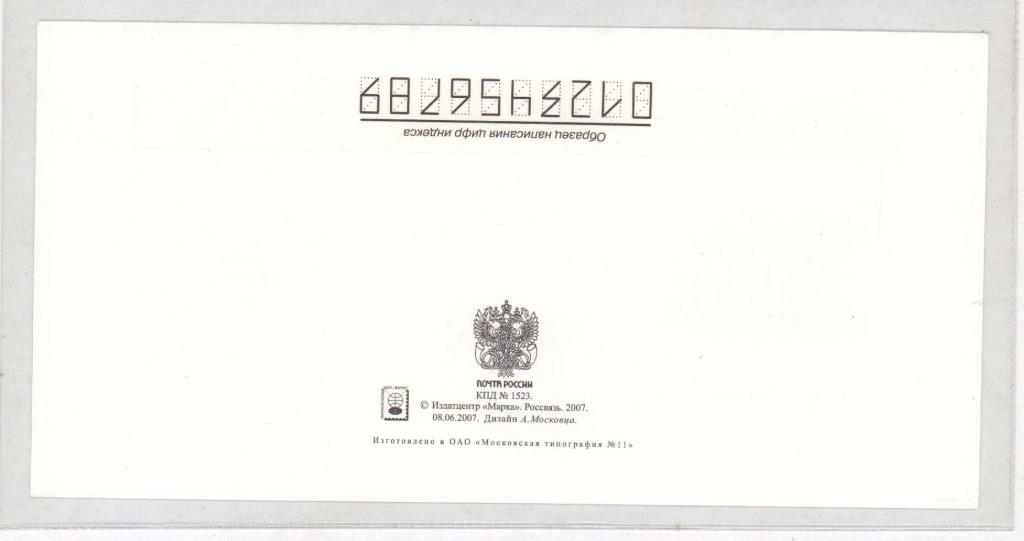 0123456789
Образец написания цифр индекса
ПОЧТА РОССИИ
КПД № 1523.
© Издатцентр «Марка». Россвязь. 2007.
08.06.2007. Дизайн А.Московца.
Изготовлено в ОАО «Московская типография №11»